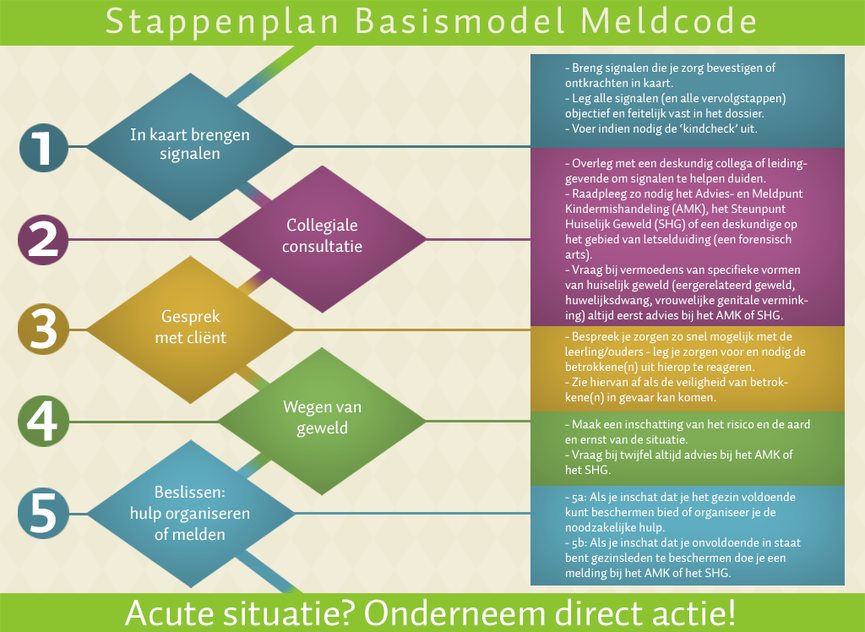 Stappenplan Basismodel Meldcode
1
In kaart brengen
signalen
- Breng signalen die je zorg bevestigen of
ontkrachten in kaart.
- Leg alle signalen (en alle vervolgstappen)
objectief en feitelijk vast in het dossier.
- Voer indien nodig de ‘kindcheck’ uit.
2
Collegiale
consultatie
- Overleg met een deskundig collega of leiding-
gevende om signalen te helpen duiden.
- Raadpleeg zo nodig het Advies- en Meldpunt
Kindermishandeling (AMK), het Steunpunt
Huiselijk Geweld (SHG) of een deskundige op
het gebied van letselduiding (een forensisch
arts).
- Vraag bij vermoedens van specifieke vormen
van huiselijk geweld (eergerelateerd geweld,
huwelijksdwang, vrouwelijke genitale vermink-
ing) altijd eerst advies bij het AMK of SHG.
3
Gesprek
met cliënt
- Bespreek je zorgen zo snel mogelijk met de
leerling/ouders - leg je zorgen voor en nodig de
betrokkene(n) uit hierop te reageren.
- Zie hiervan af als de veiligheid van betrok-
kene(n) in gevaar kan komen.
4
Wegen van
geweld
- Maak een inschatting van het risico en de aard
en ernst van de situatie.
- Vraag bij twijfel altijd advies bij het AMK of
het SHG.
5
Beslissen:
hulp organiseren
of melden
- 5a: Als je inschat dat je het gezin voldoende
kunt beschermen bied of organiseer je de
noodzakelijke hulp.
- 5b: Als je inschat dat je onvoldoende in staat
bent gezinsleden te beschermen doe je een
melding bij het AMK of het SHG.
Acute situatie? Onderneem direct actie!